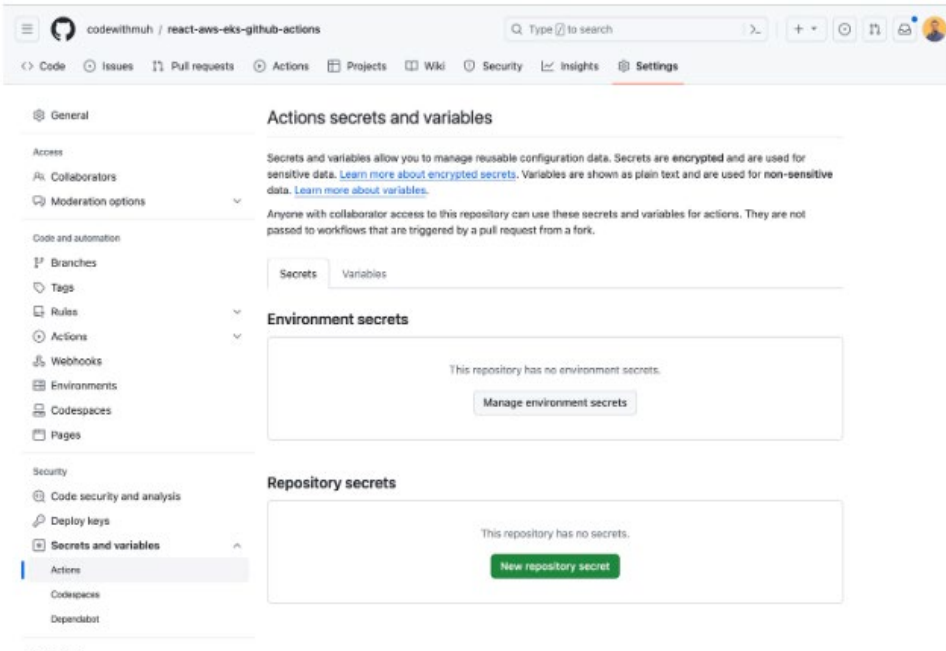 codewithmuh / react-aws-eks-github-actions
Type / to search
Code Issues Pull requests Actions Projects Wiki Security Insights Settings
General
Access
Collaborators
Moderation options
Code and automation
Branches
Tags
Rules
Actions
Webhooks
Environments
Codespaces
Pages
Security
Code security and analysis
Deploy keys
Secrets and variables
Actions
Codespaces
Dependabot
Actions secrets and variables
Secrets and variables allow you to manage reusable configuration data. Secrets are encrypted and are used for
sensitive data. Learn more about encrypted secrets. Variables are shown as plain text and are used for non-sensitive
data. Learn more about variables.
Anyone with collaborator access to this repository can use these secrets and variables for actions. They are not
passed to workflows that are triggered by a pull request from a fork.
Secrets Variables
Environment secrets
This repository has no environment secrets.
Manage environment secrets
Repository secrets
This repository has no secrets.
New repository secret